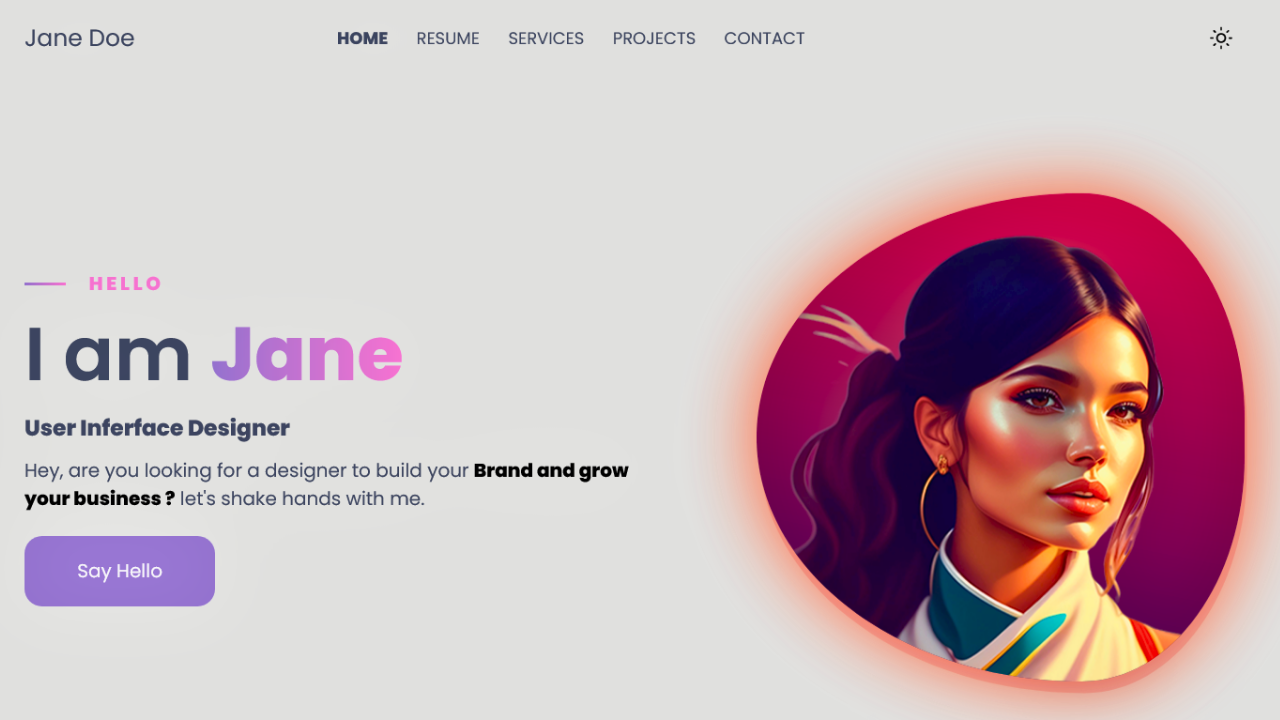 Jane Doe
HOME RESUME SERVICES PROJECTS CONTACT
HELLO
I am Jane
User Inferface Designer
Hey, are you looking for a designer to build your Brand and grow
your business ? let's shake hands with me.
Say Hello